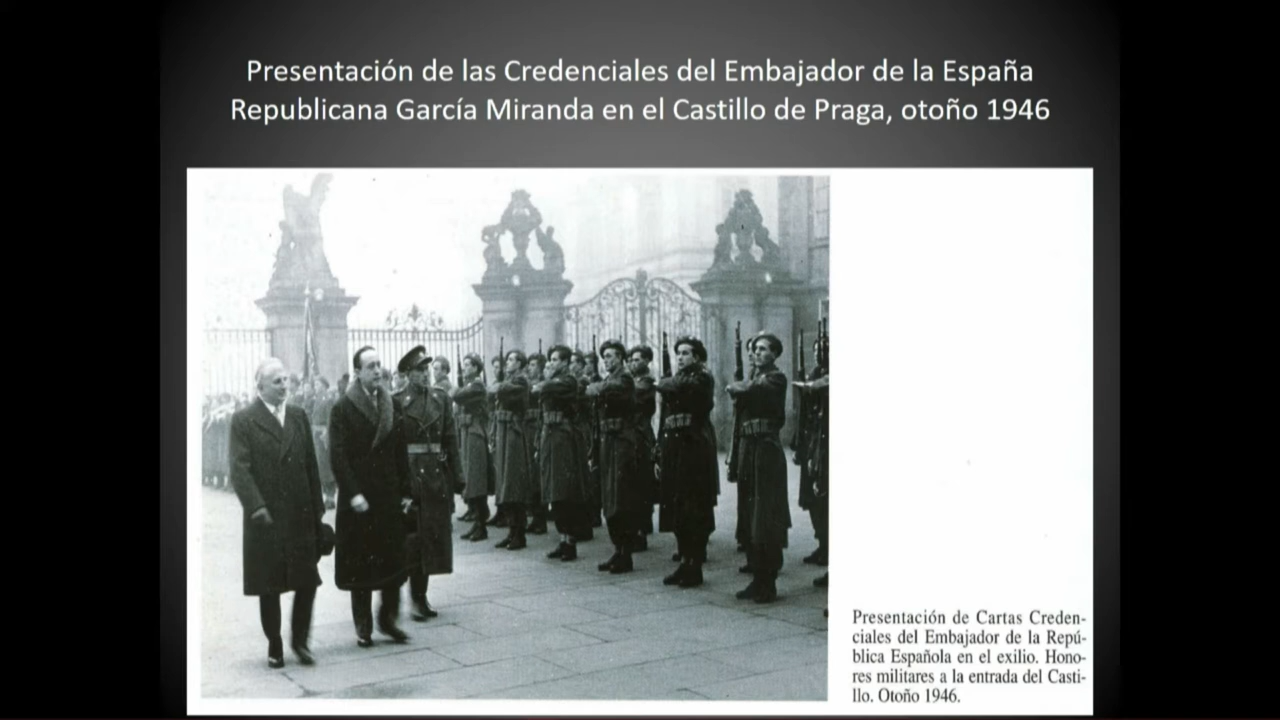 Presentación de las Credenciales del Embajador de la España
Republicana García Miranda en el Castillo de Praga, otoño 1946
Presentación de Cartas Creden-
ciales del Embajador de la Repú-
blica Española en el exilio. Hono-
res militares a la entrada del Casti-
llo. Otoño 1946.